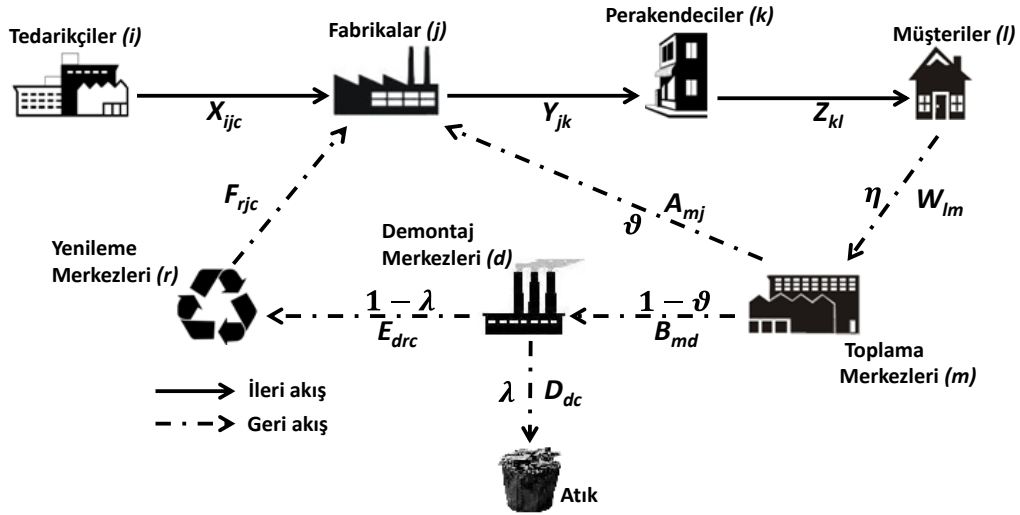 Tedarikçiler (i)
Fabrikalar (j)
Perakendeciler (k)
Müşteriler (l)
X_ijc
Y_jk
Z_kl
F_rjc
A_mj
ϑ
η
W_lm
Yenileme
Merkezleri (r)
Demontaj
Merkezleri (d)
1 − λ
E_drc
1 − ϑ
B_md
Toplama
Merkezleri (m)
λ
D_dc
İleri akış
Geri akış
Atık